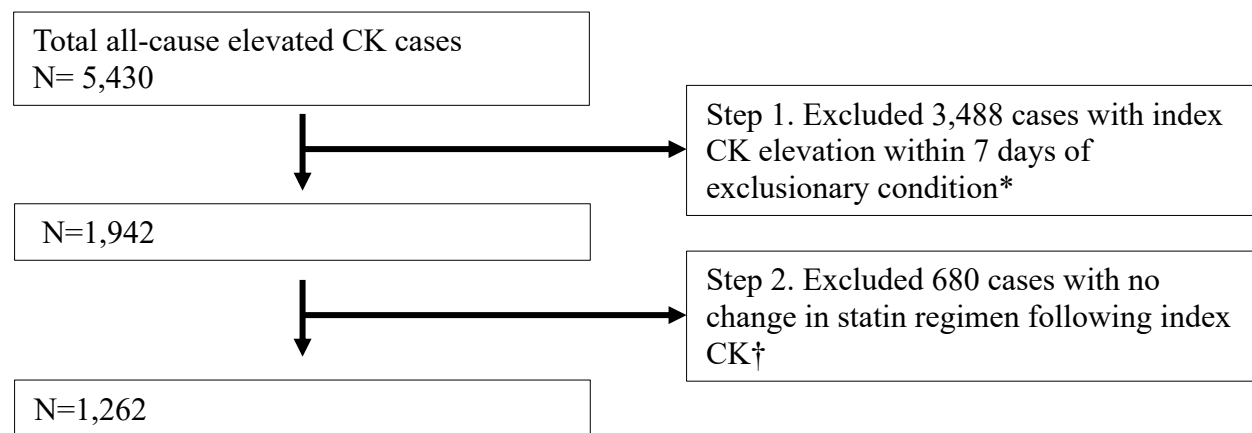 Total all-cause elevated CK cases
N= 5,430
Step 1. Excluded 3,488 cases with index
CK elevation within 7 days of
exclusionary condition*
N=1,942
Step 2. Excluded 680 cases with no
change in statin regimen following index
CK†
N=1,262